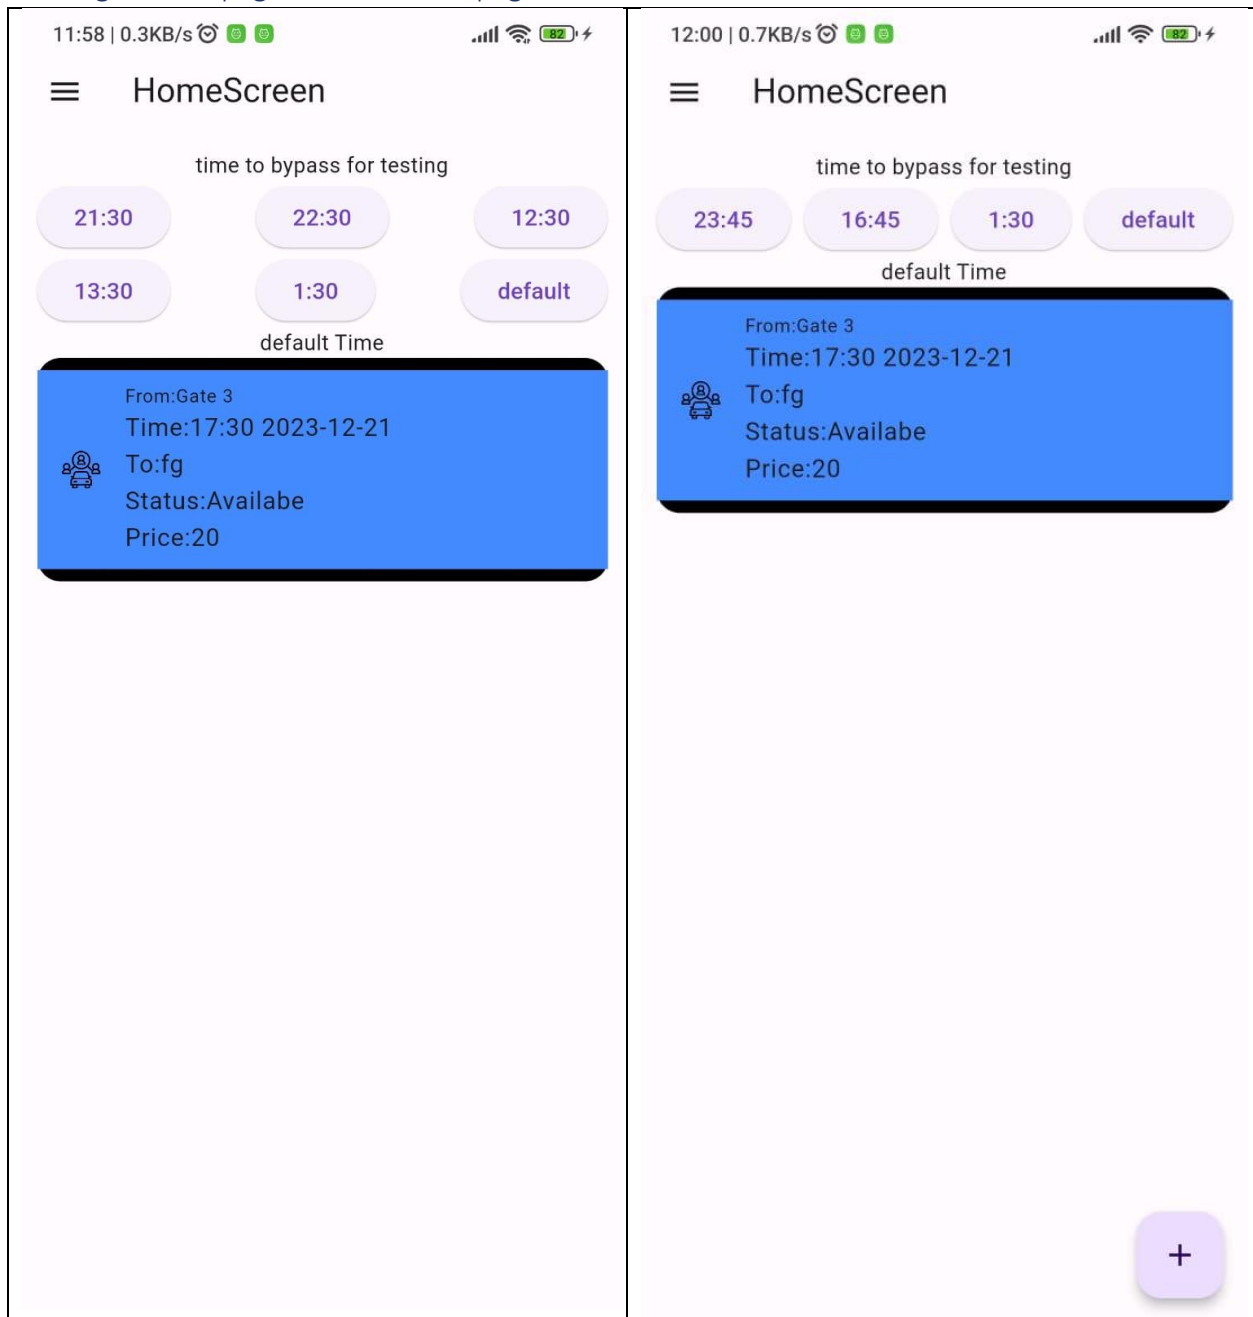 11:58 | 0.3KB/s
82
HomeScreen
time to bypass for testing
21:30 22:30 12:30
13:30 1:30 default
default Time
From:Gate 3
Time:17:30 2023-12-21
To:fg
Status:Availabe
Price:20
12:00 | 0.7KB/s
82
HomeScreen
time to bypass for testing
23:45 16:45 1:30 default
default Time
From:Gate 3
Time:17:30 2023-12-21
To:fg
Status:Availabe
Price:20
+